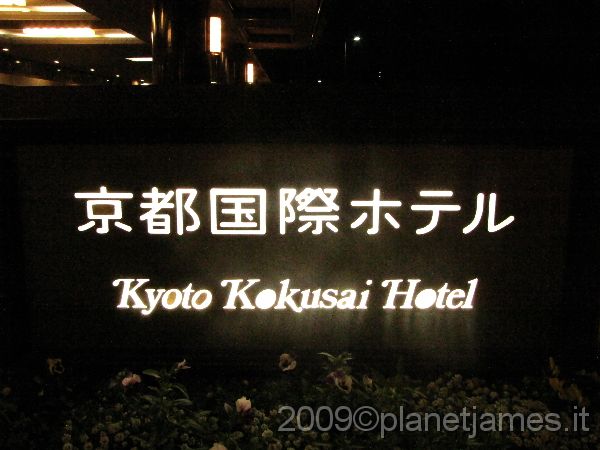 京都国際ホテル
Kyoto Kokusai Hotel
2009©planetjames.it